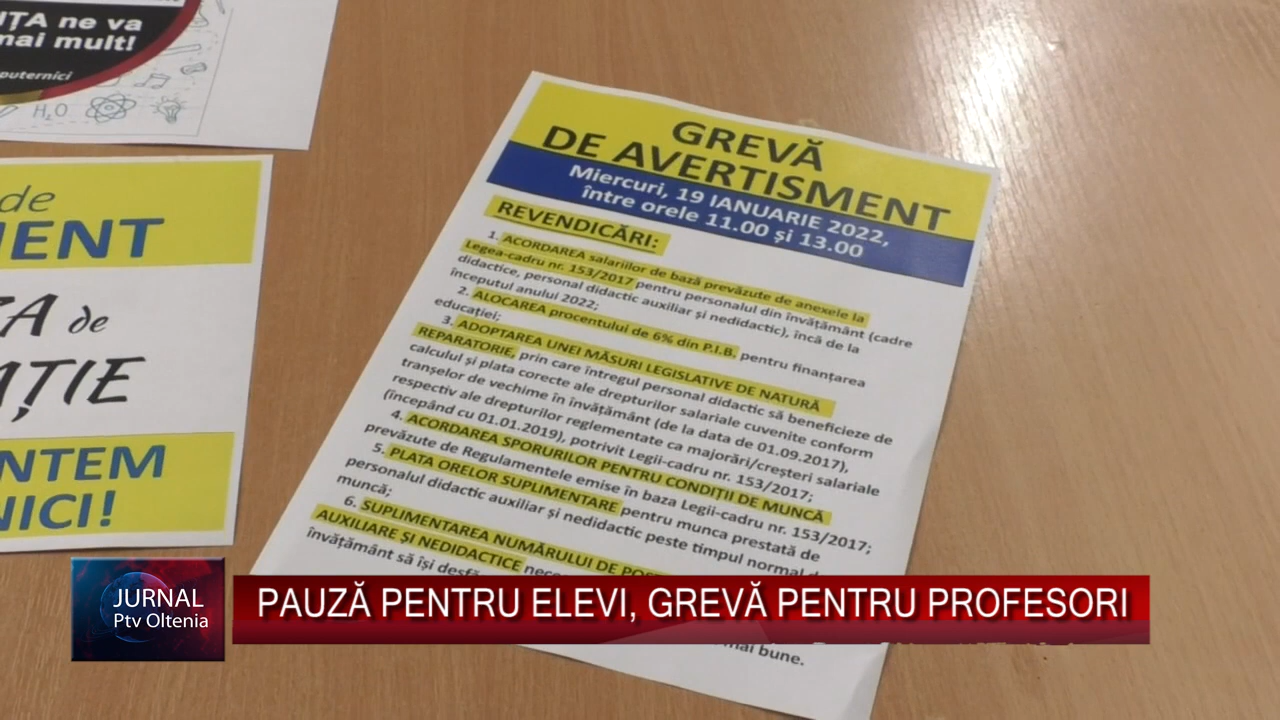 ȚA ne va
mai mult!
puternici
H₂O
de
MENT
ZA de
AȚIE
NTEM
NICI!
GREVĂ
DE AVERTISMENT
Miercuri, 19 IANUARIE 2022,
între orele 11.00 și 13.00
REVENDICĂRI:
1. ACORDAREA salariilor de bază prevăzute de anexele la
Legea-cadru nr. 153/2017 pentru personalul din învățământ (cadre
didactice, personal didactic auxiliar și nedidactic), încă de la
începutul anului 2022;
2. ALOCAREA procentului de 6% din P.I.B. pentru finanțarea
educației;
3. ADOPTAREA UNEI MĂSURI LEGISLATIVE DE NATURĂ
REPARATORIE, prin care întregul personal didactic să beneficieze de
calculul și plata corecte ale drepturilor salariale cuvenite conform
tranșelor de vechime în învățământ (de la data de 01.09.2017),
respectiv ale drepturilor reglementate ca majorări/creșteri salariale
(începând cu 01.01.2019), potrivit Legii-cadru nr. 153/2017;
4. ACORDAREA SPORURILOR PENTRU CONDIȚII DE MUNCĂ
prevăzute de Regulamentele emise în baza Legii-cadru nr. 153/2017;
5. PLATA ORELOR SUPLIMENTARE pentru munca prestată de
personalul didactic auxiliar și nedidactic peste timpul normal
muncă;
6. SUPLIMENTAREA NUMĂRULUI DE
AUXILIARE ȘI NEDIDACTICE
învățământ să își
mai bune.
JURNAL
Ptv Oltenia
PAUZĂ PENTRU ELEVI, GREVĂ PENTRU PROFESORI